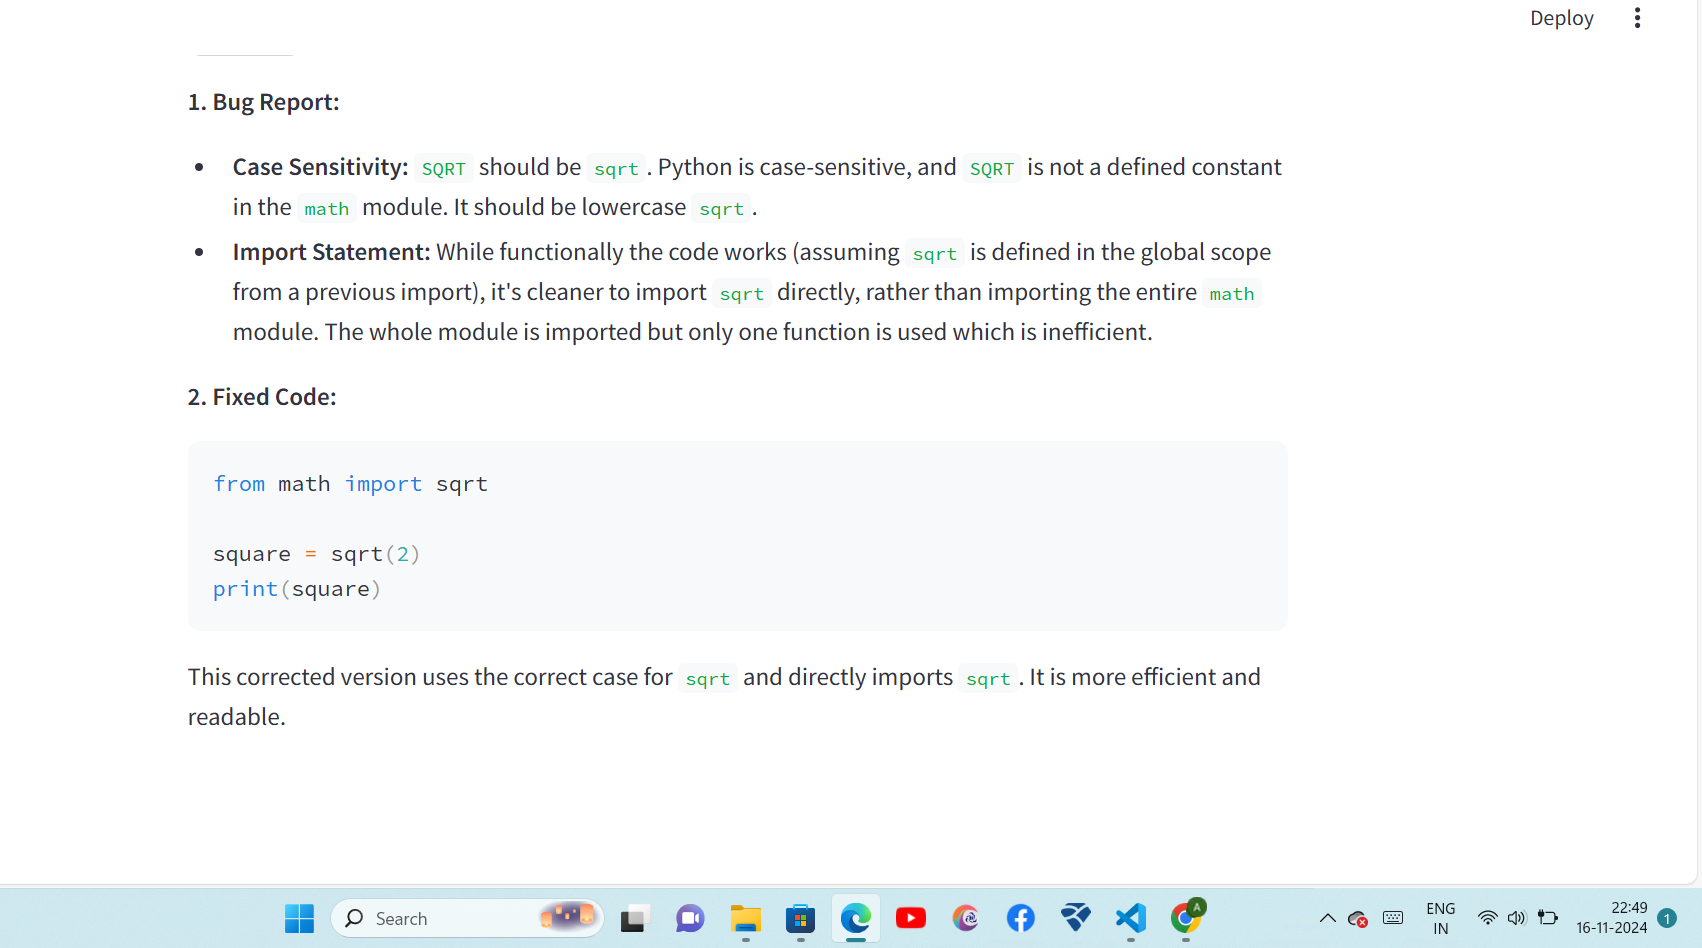 Deploy
1. Bug Report:
Case Sensitivity: SQRT should be sqrt. Python is case-sensitive, and SQRT is not a defined constant
in the math module. It should be lowercase sqrt.
Import Statement: While functionally the code works (assuming sqrt is defined in the global scope
from a previous import), it's cleaner to import sqrt directly, rather than importing the entire math
module. The whole module is imported but only one function is used which is inefficient.
2. Fixed Code:
from math import sqrt
square = sqrt(2)
print(square)
This corrected version uses the correct case for sqrt and directly imports sqrt. It is more efficient and
readable.
Search
A
ENG
IN
22:49
16-11-2024
1